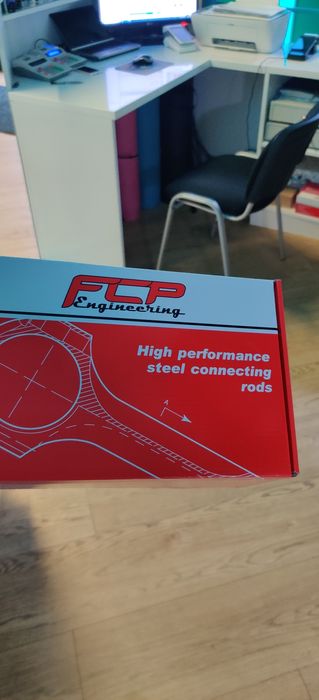 FCP
Engineering
High performance
steel connecting
rods
A